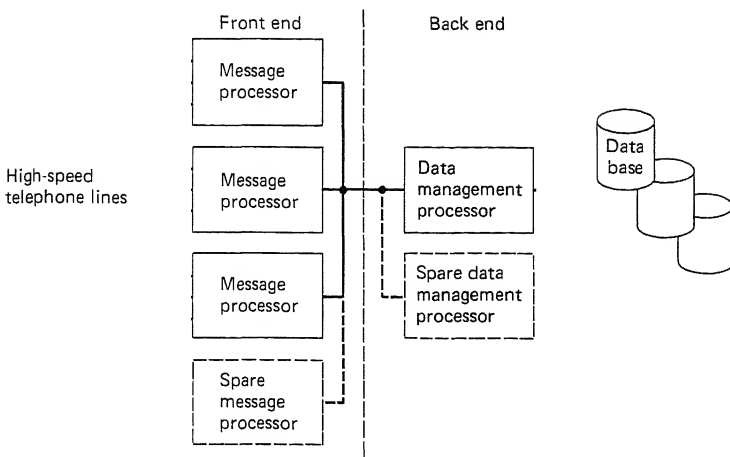 Front end
Back end
Message
processor
High-speed
telephone lines
Message
processor
Data
management
processor
Data
base
Message
processor
Spare data
management
processor
Spare
message
processor